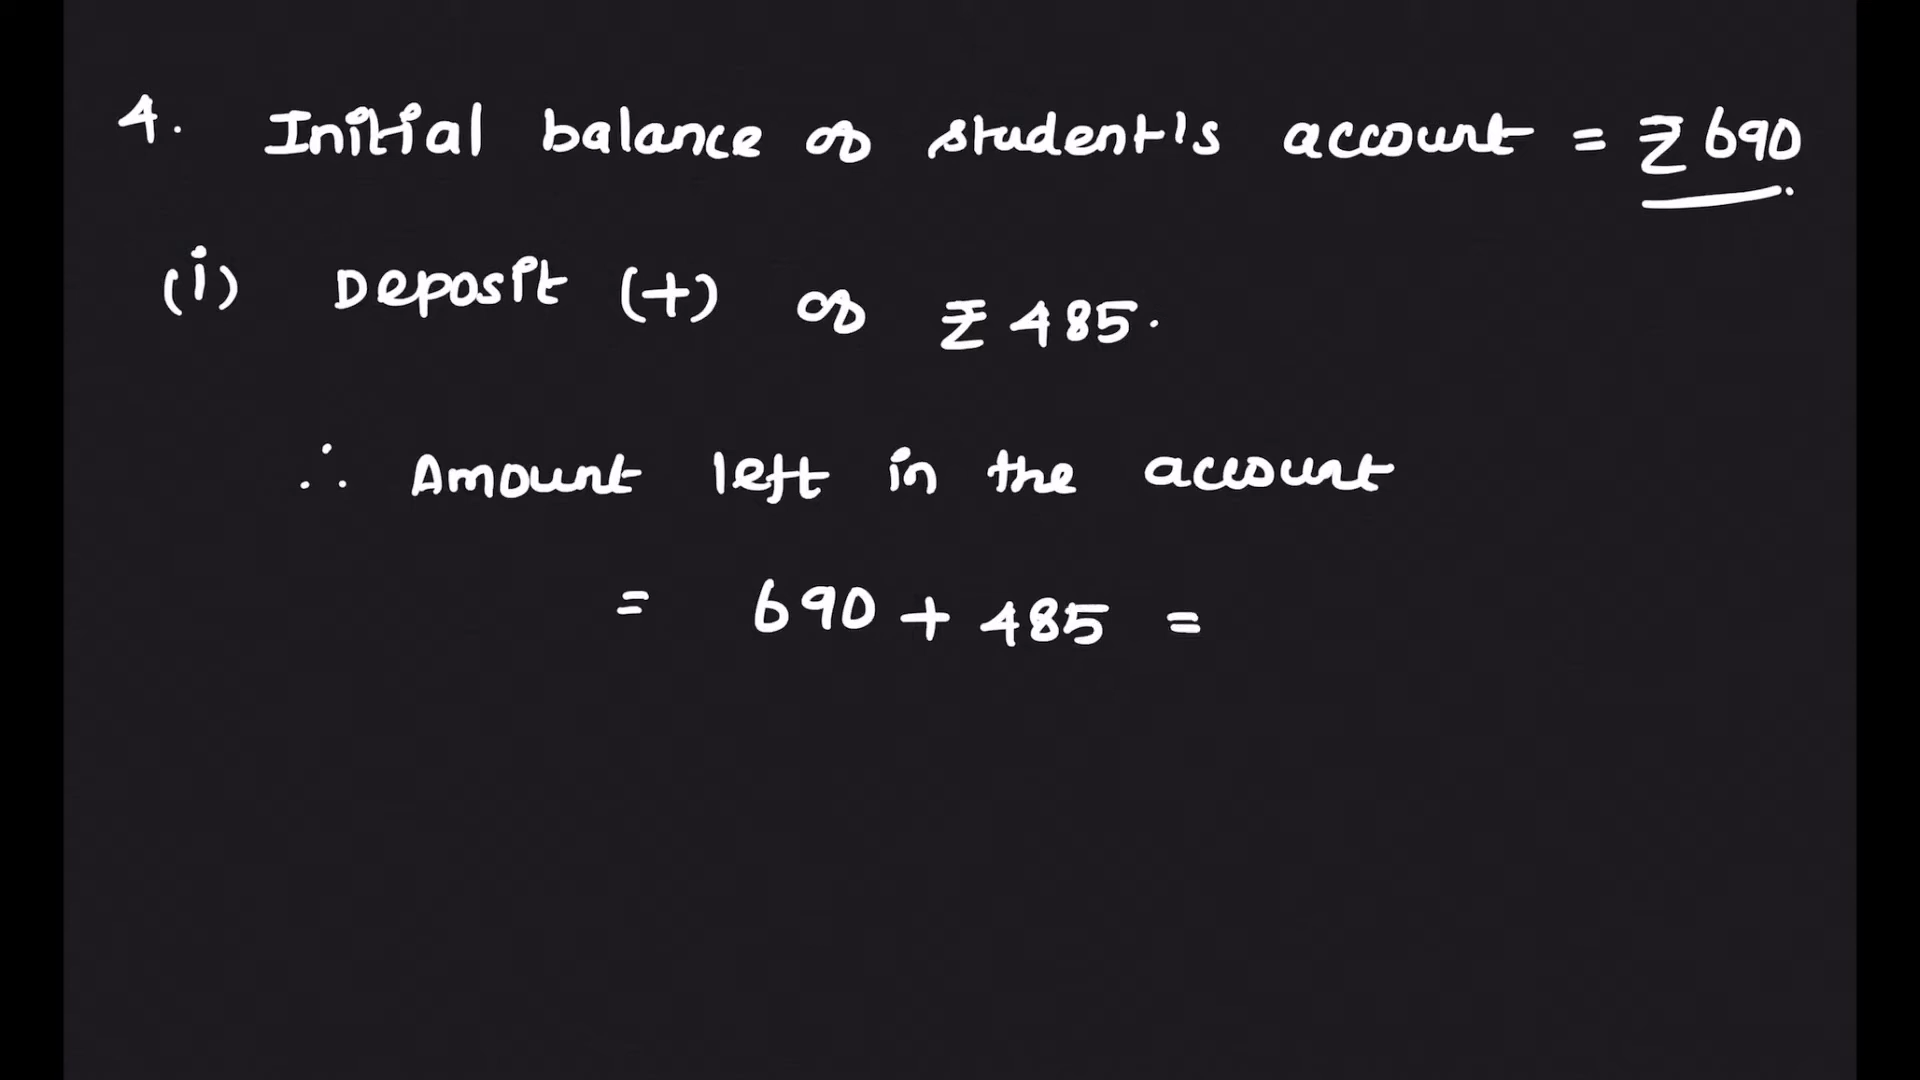 4. Initial balance of student's account = ₹ 690.
(i) Deposit (+) of ₹ 485.
∴ Amount left in the account
= 690 + 485 =